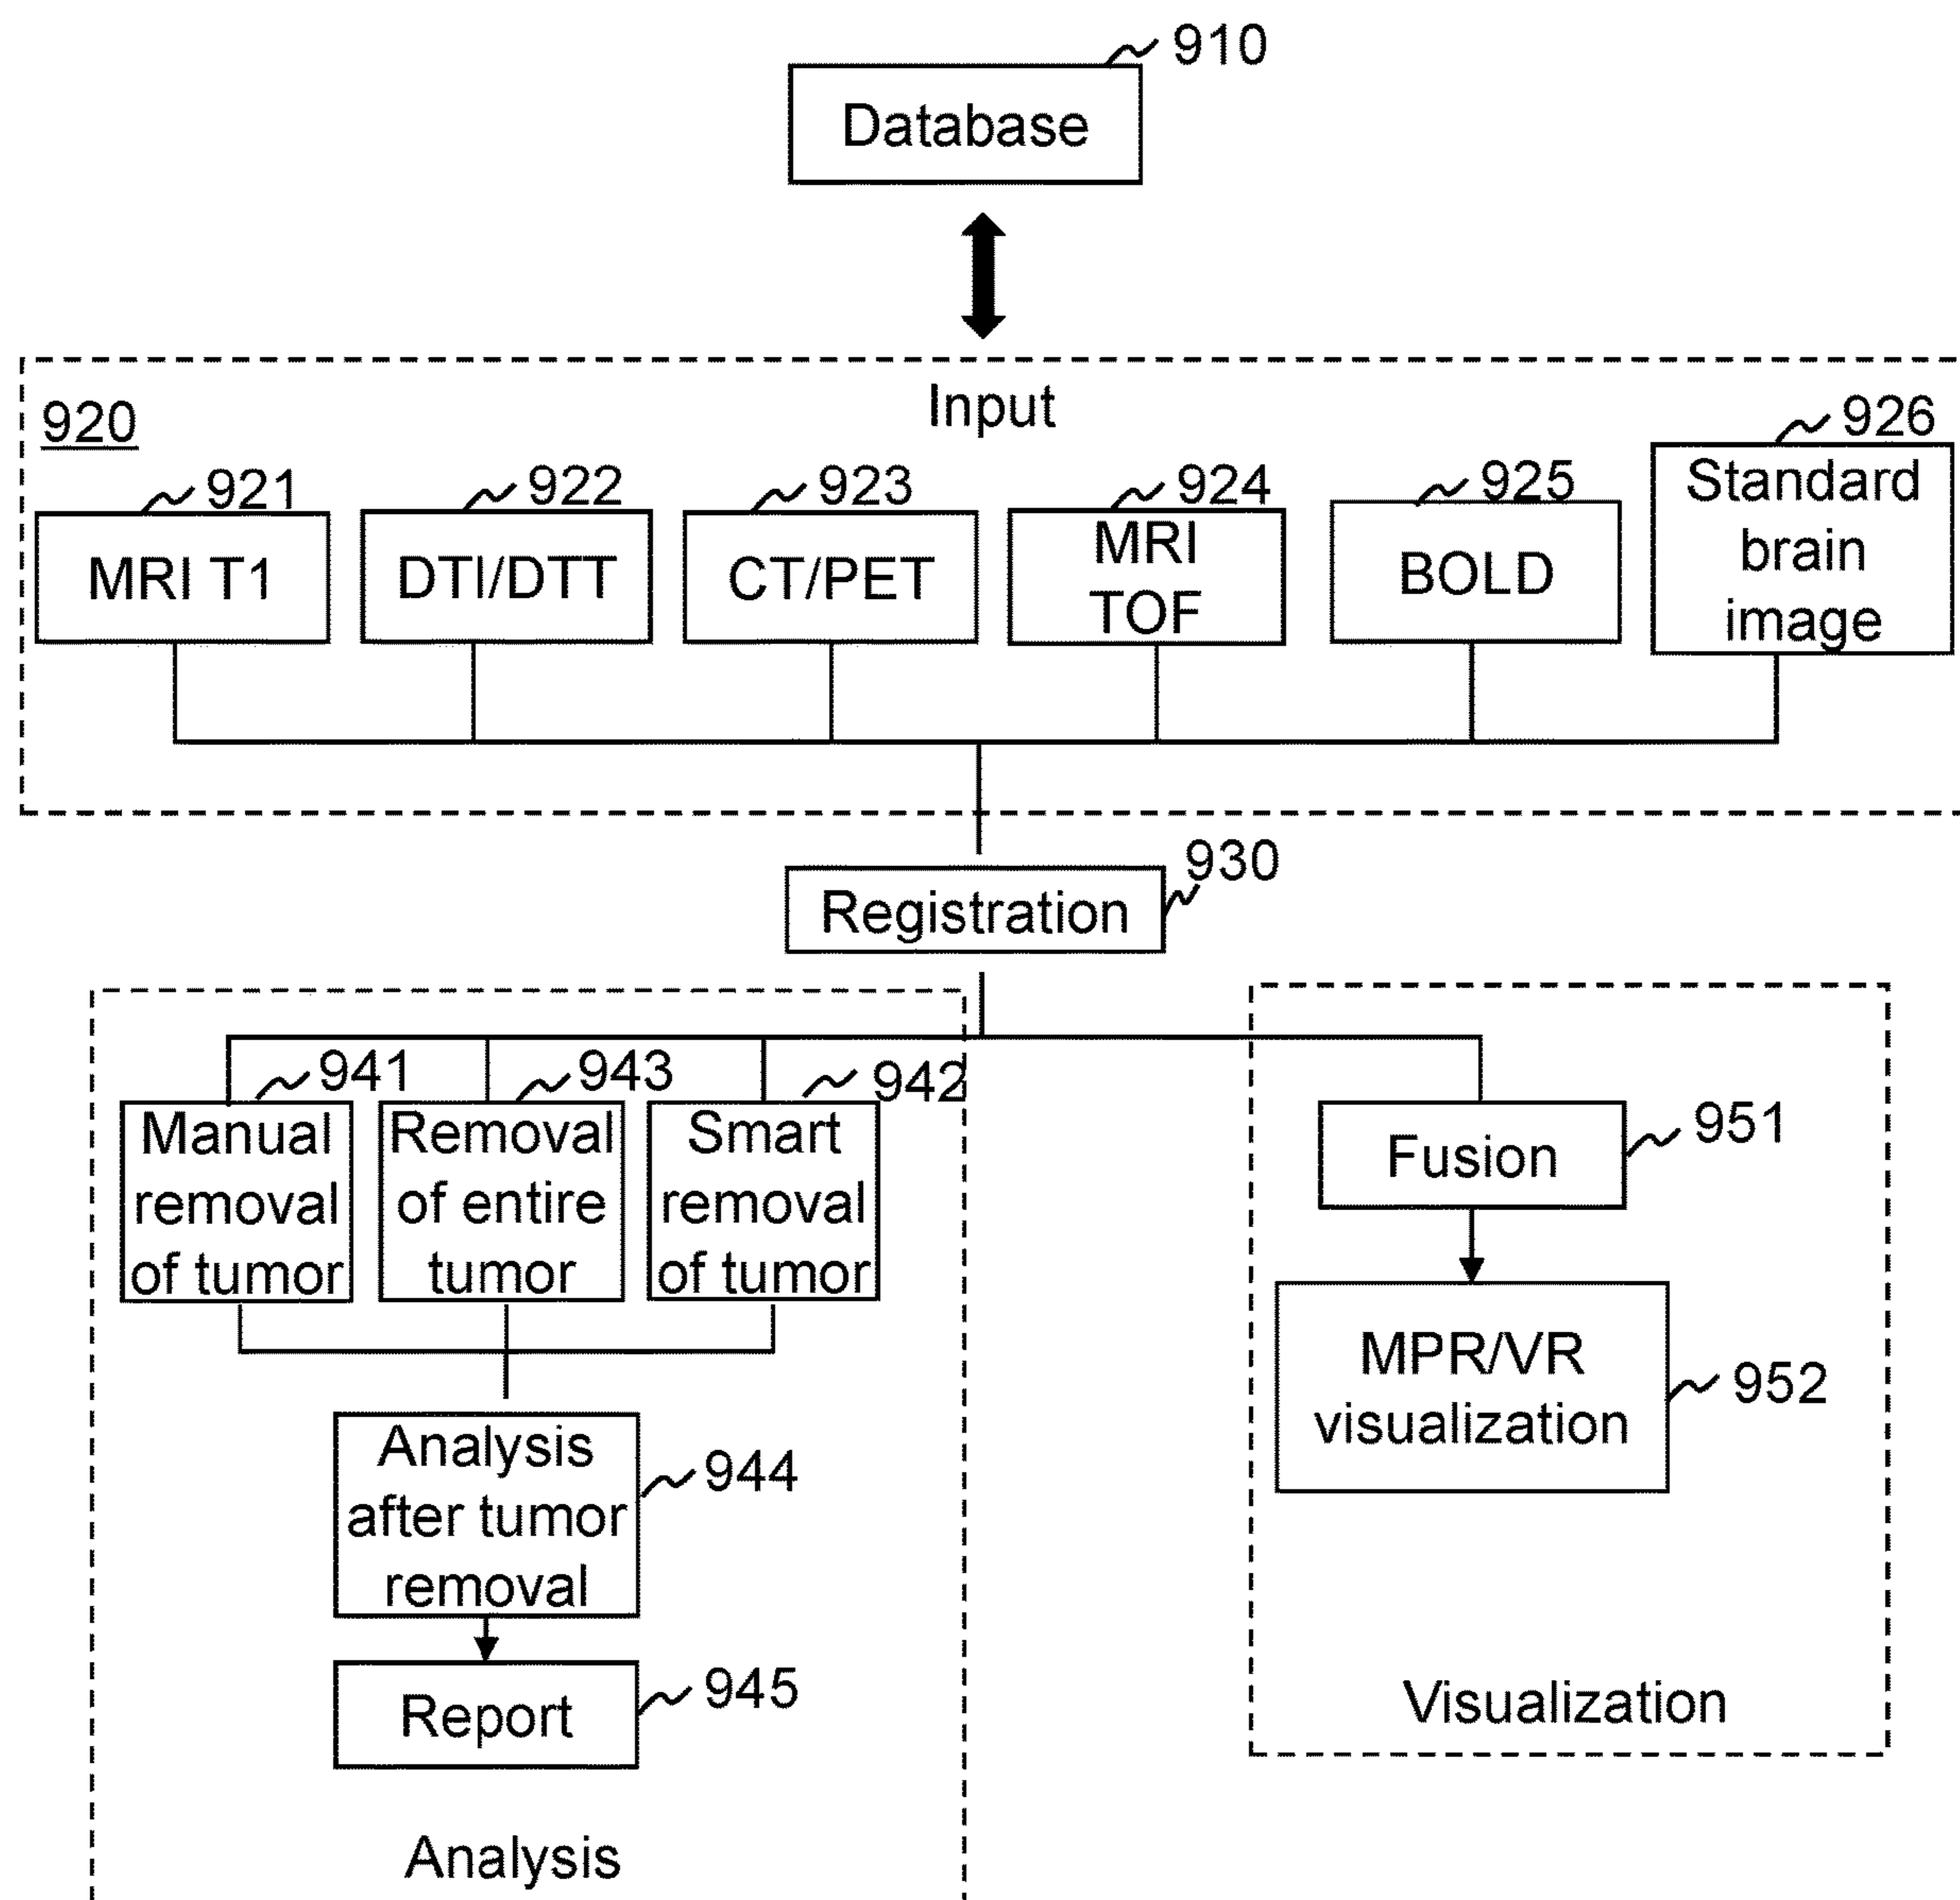 910
Database
Input
920
921
922
923
924
925
926
MRI T1
DTI/DTT
CT/PET
MRI
TOF
BOLD
Standard
brain
image
930
Registration
941
943
942
Manual
removal
of tumor
Removal
of entire
tumor
Smart
removal
of tumor
Fusion
951
MPR/VR
visualization
952
Analysis
after tumor
removal
944
Report
945
Visualization
Analysis